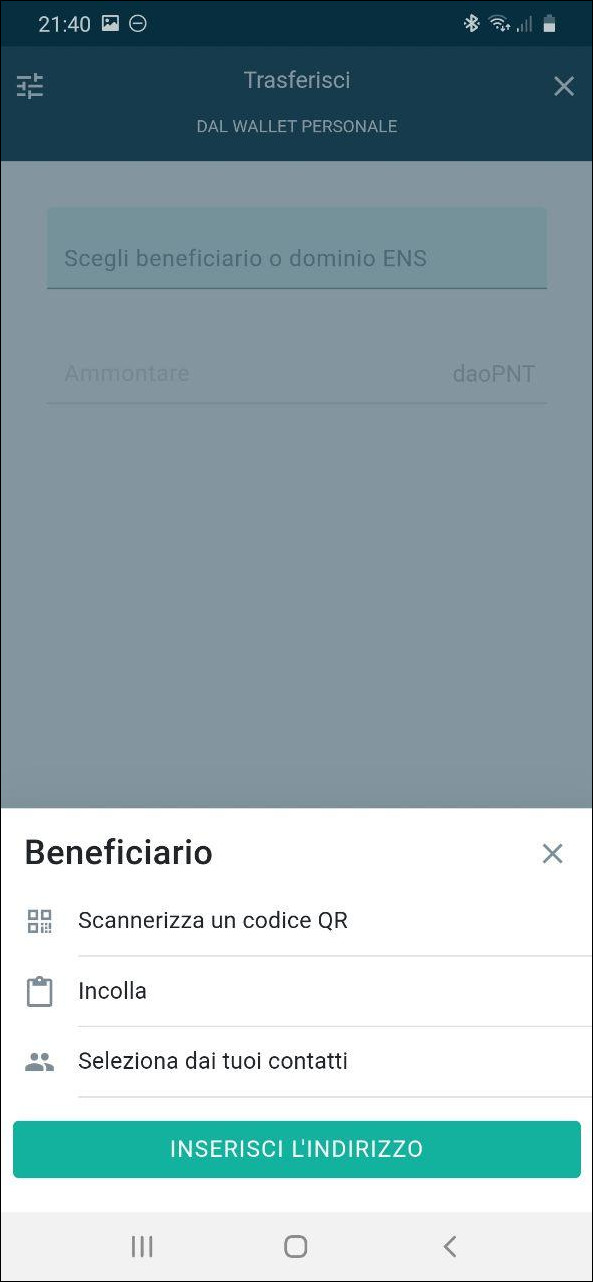 21:40
Trasferisci
DAL WALLET PERSONALE
Scegli beneficiario o dominio ENS
Ammontare daoPNT
Beneficiario
Scannerizza un codice QR
Incolla
Seleziona dai tuoi contatti
INSERISCI L'INDIRIZZO